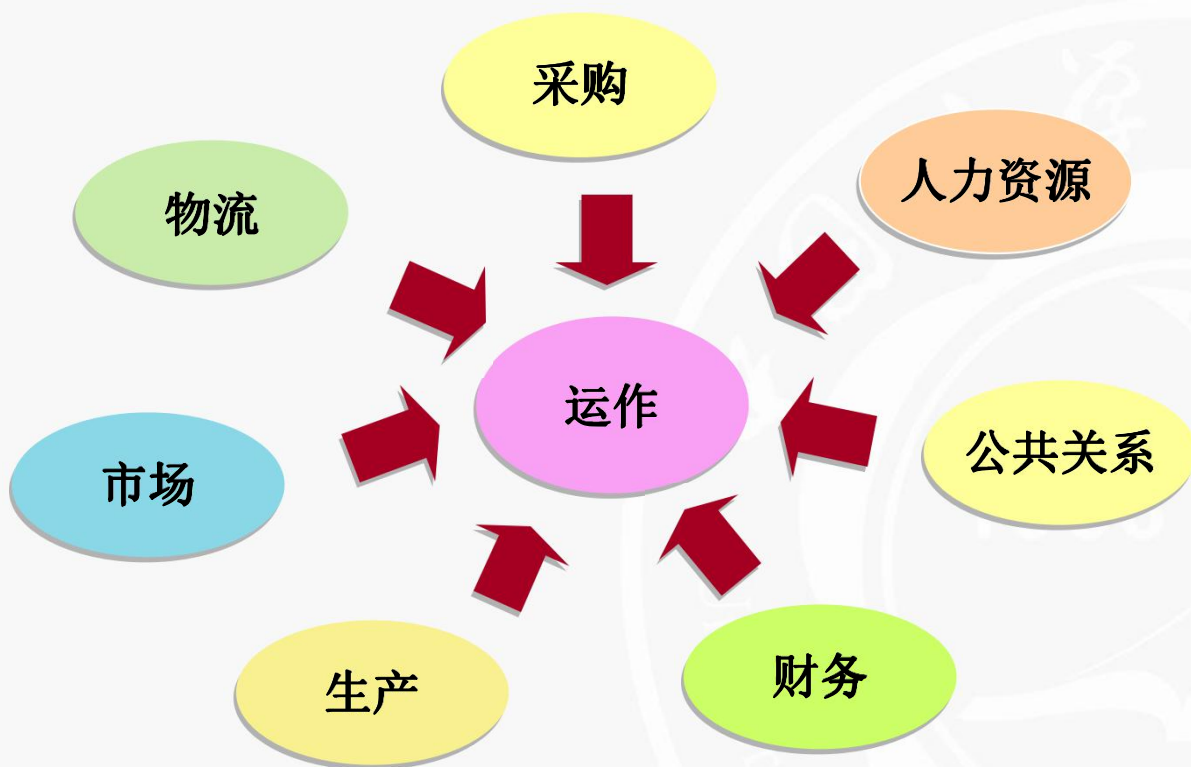 采购
人力资源
物流
运作
公共关系
市场
财务
生产